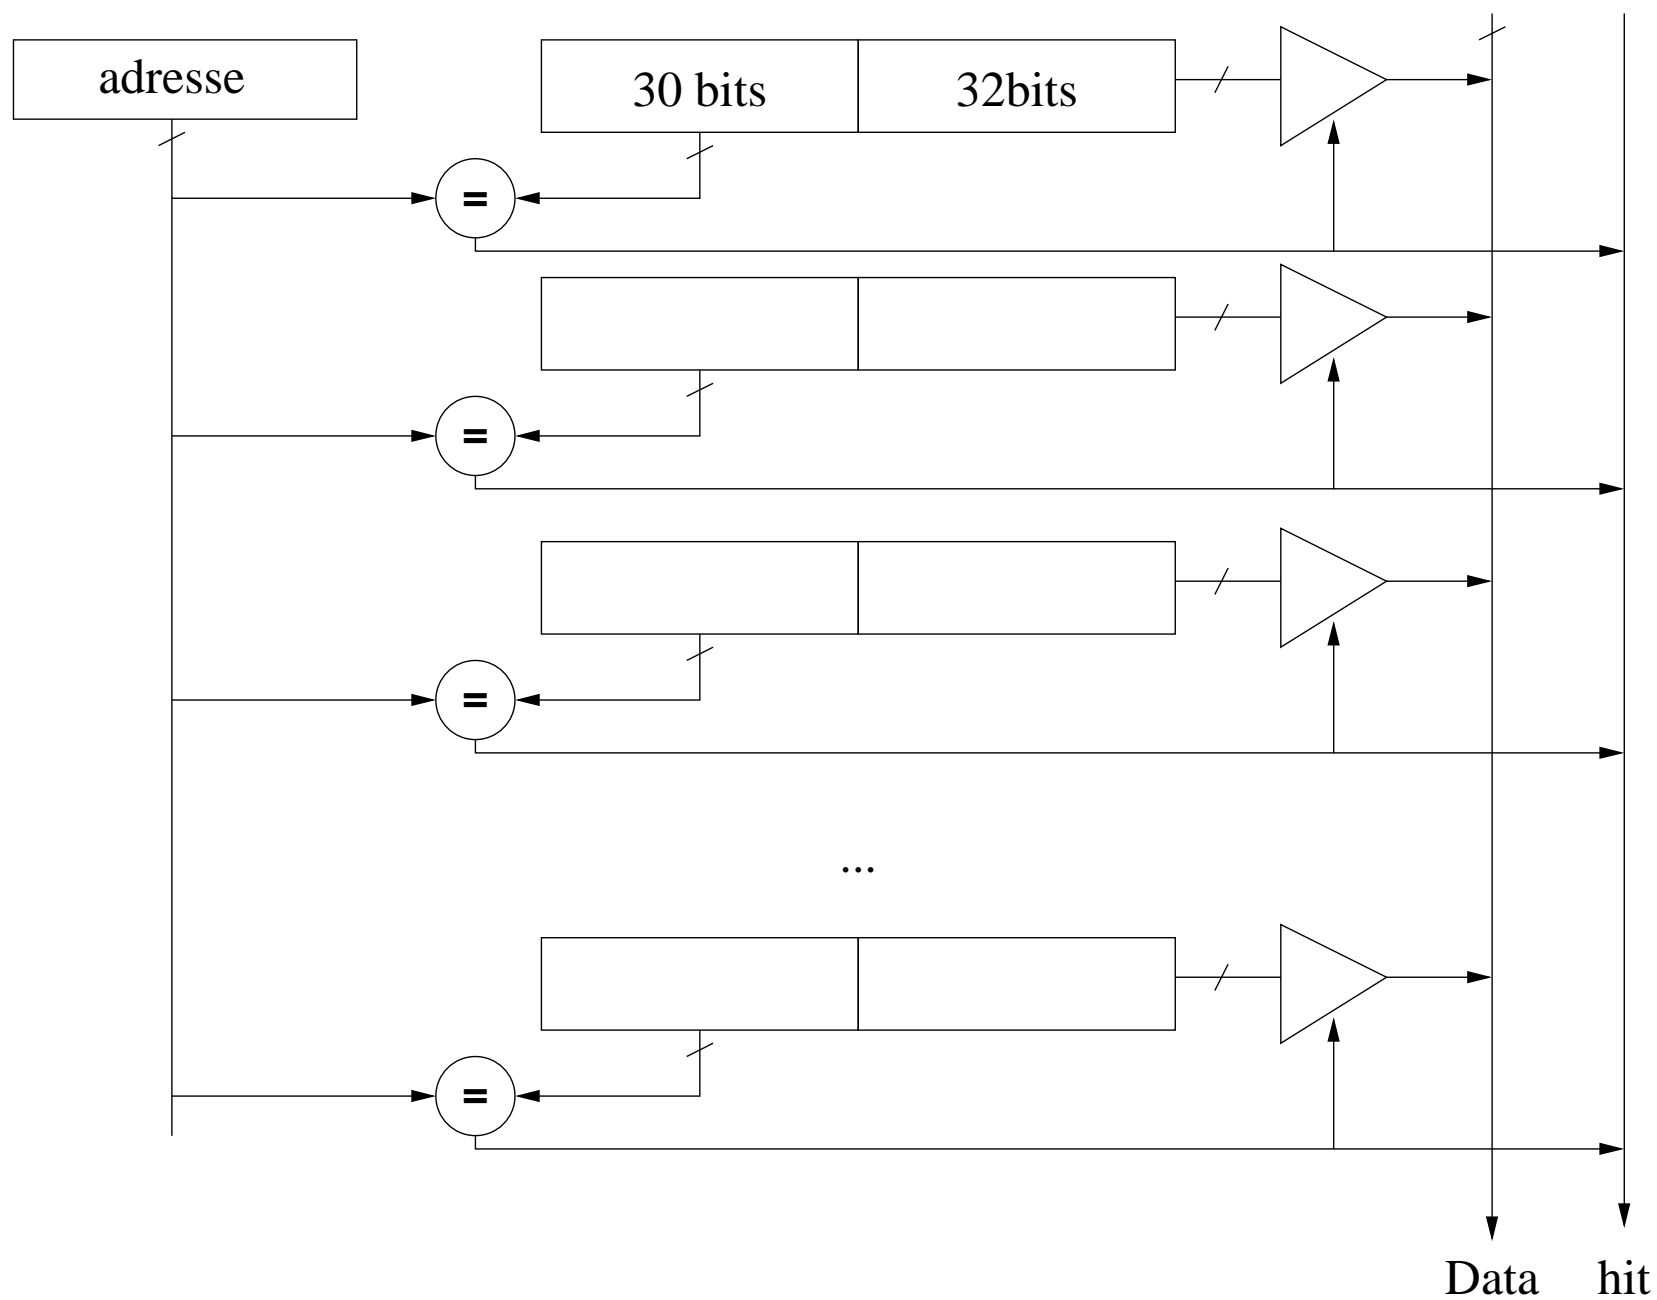 adresse
30 bits
32bits
=
=
=
...
=
Data
hit